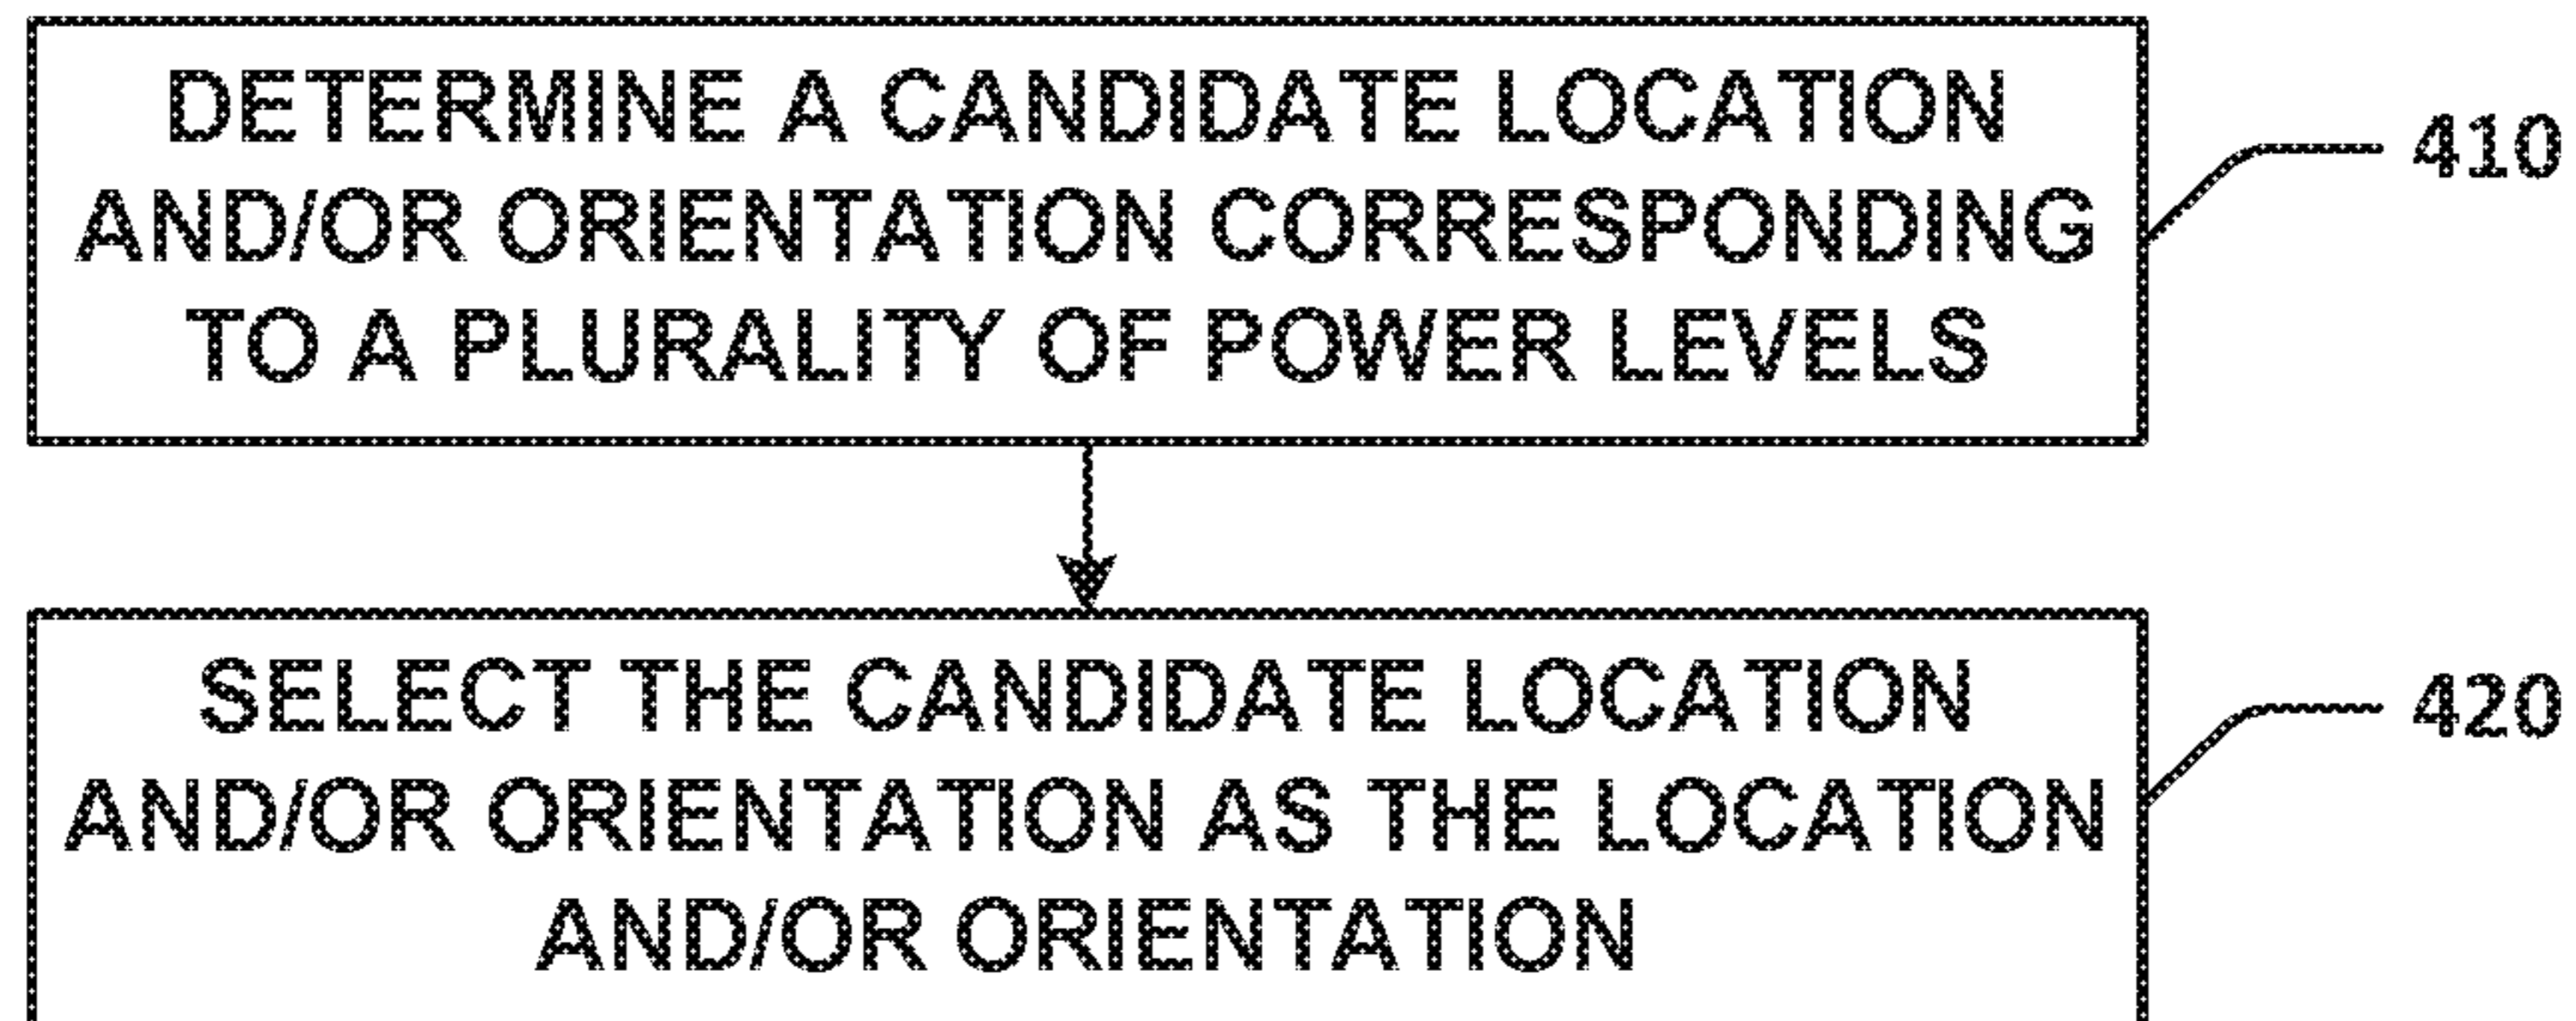 DETERMINE A CANDIDATE LOCATION
AND/OR ORIENTATION CORRESPONDING
TO A PLURALITY OF POWER LEVELS
410
SELECT THE CANDIDATE LOCATION
AND/OR ORIENTATION AS THE LOCATION
AND/OR ORIENTATION
420